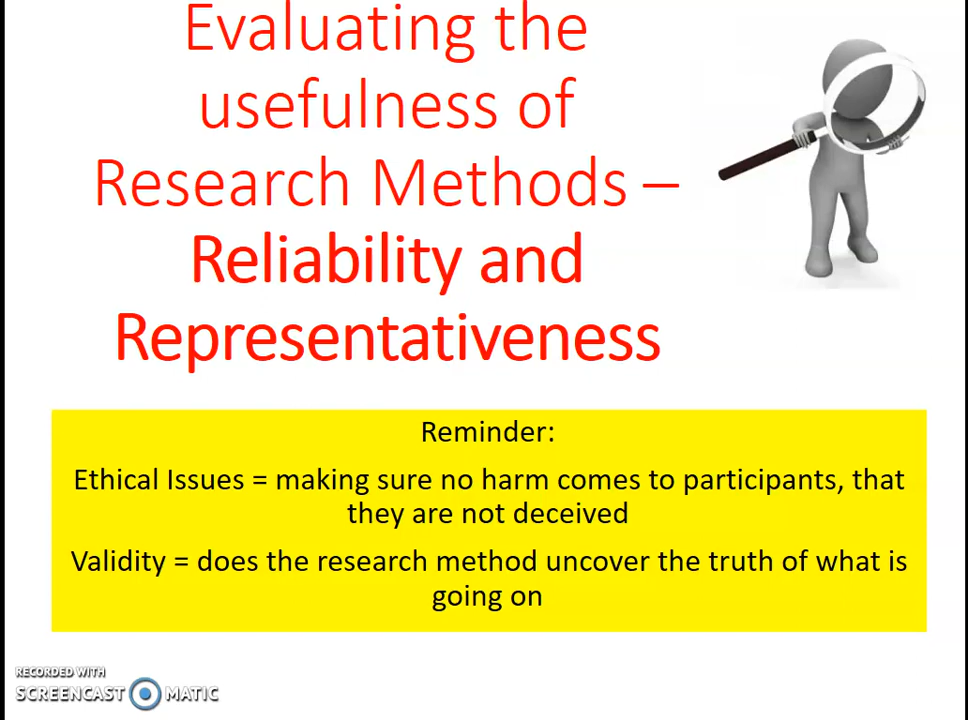 Evaluating the
usefulness of
Research Methods –
Reliability and
Representativeness
Reminder:
Ethical Issues = making sure no harm comes to participants, that
they are not deceived
Validity = does the research method uncover the truth of what is
going on
RECORDED WITH
SCREENCAST MATIC